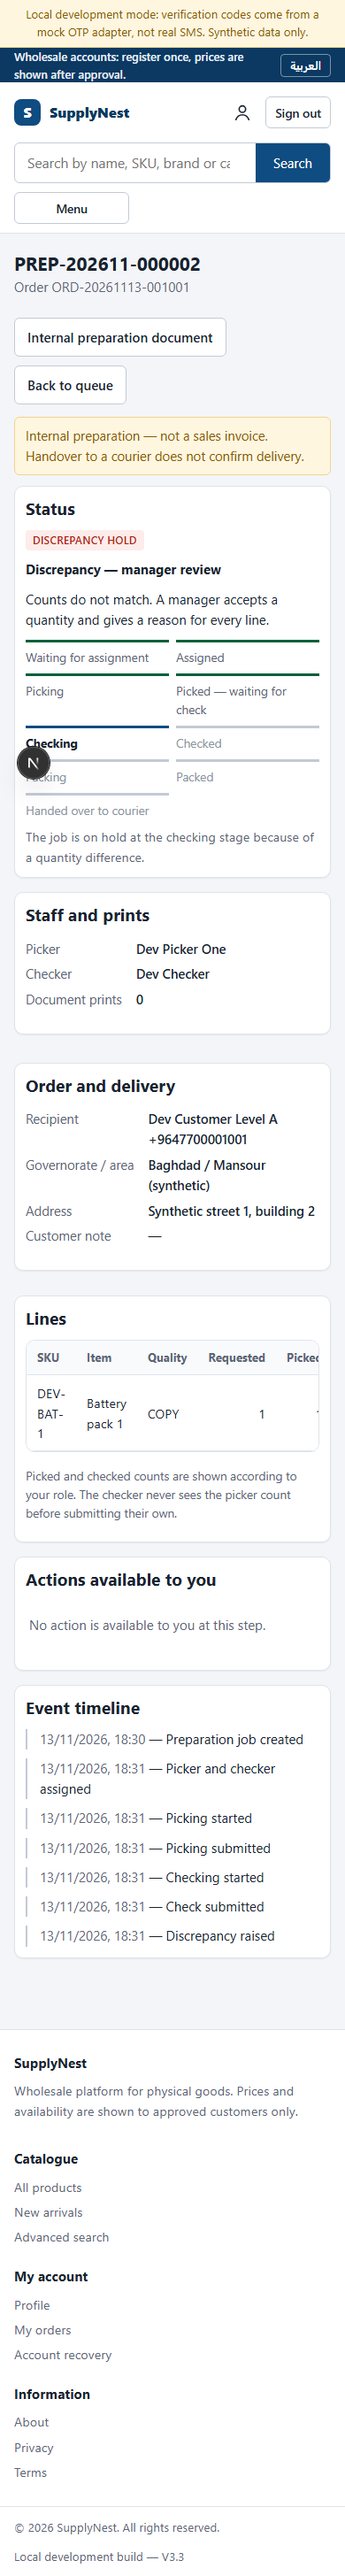 Local development mode: verification codes come from a
mock OTP adapter, not real SMS. Synthetic data only.
Wholesale accounts: register once, prices are
shown after approval.
العربية
S SupplyNest
Sign out
Search by name, SKU, brand or ca
Search
Menu
PREP-202611-000002
Order ORD-20261113-001001
Internal preparation document
Back to queue
Internal preparation — not a sales invoice.
Handover to a courier does not confirm delivery.
Status
DISCREPANCY HOLD
Discrepancy — manager review
Counts do not match. A manager accepts a
quantity and gives a reason for every line.
Waiting for assignment Assigned
Picking Picked — waiting for
check
Checking Checked
N
Packed
Handed over to courier
The job is on hold at the checking stage because of
a quantity difference.
Staff and prints
Picker Dev Picker One
Checker Dev Checker
Document prints 0
Order and delivery
Recipient Dev Customer Level A
+9647700001001
Governorate / area Baghdad / Mansour
(synthetic)
Address Synthetic street 1, building 2
Customer note —
Lines
SKU Item Quality Requested Picked
DEV-
BAT-
1
Battery
pack 1
COPY 1
Picked and checked counts are shown according to
your role. The checker never sees the picker count
before submitting their own.
Actions available to you
No action is available to you at this step.
Event timeline
13/11/2026, 18:30 — Preparation job created
13/11/2026, 18:31 — Picker and checker
assigned
13/11/2026, 18:31 — Picking started
13/11/2026, 18:31 — Picking submitted
13/11/2026, 18:31 — Checking started
13/11/2026, 18:31 — Check submitted
13/11/2026, 18:31 — Discrepancy raised
SupplyNest
Wholesale platform for physical goods. Prices and
availability are shown to approved customers only.
Catalogue
All products
New arrivals
Advanced search
My account
Profile
My orders
Account recovery
Information
About
Privacy
Terms
© 2026 SupplyNest. All rights reserved.
Local development build — V3.3